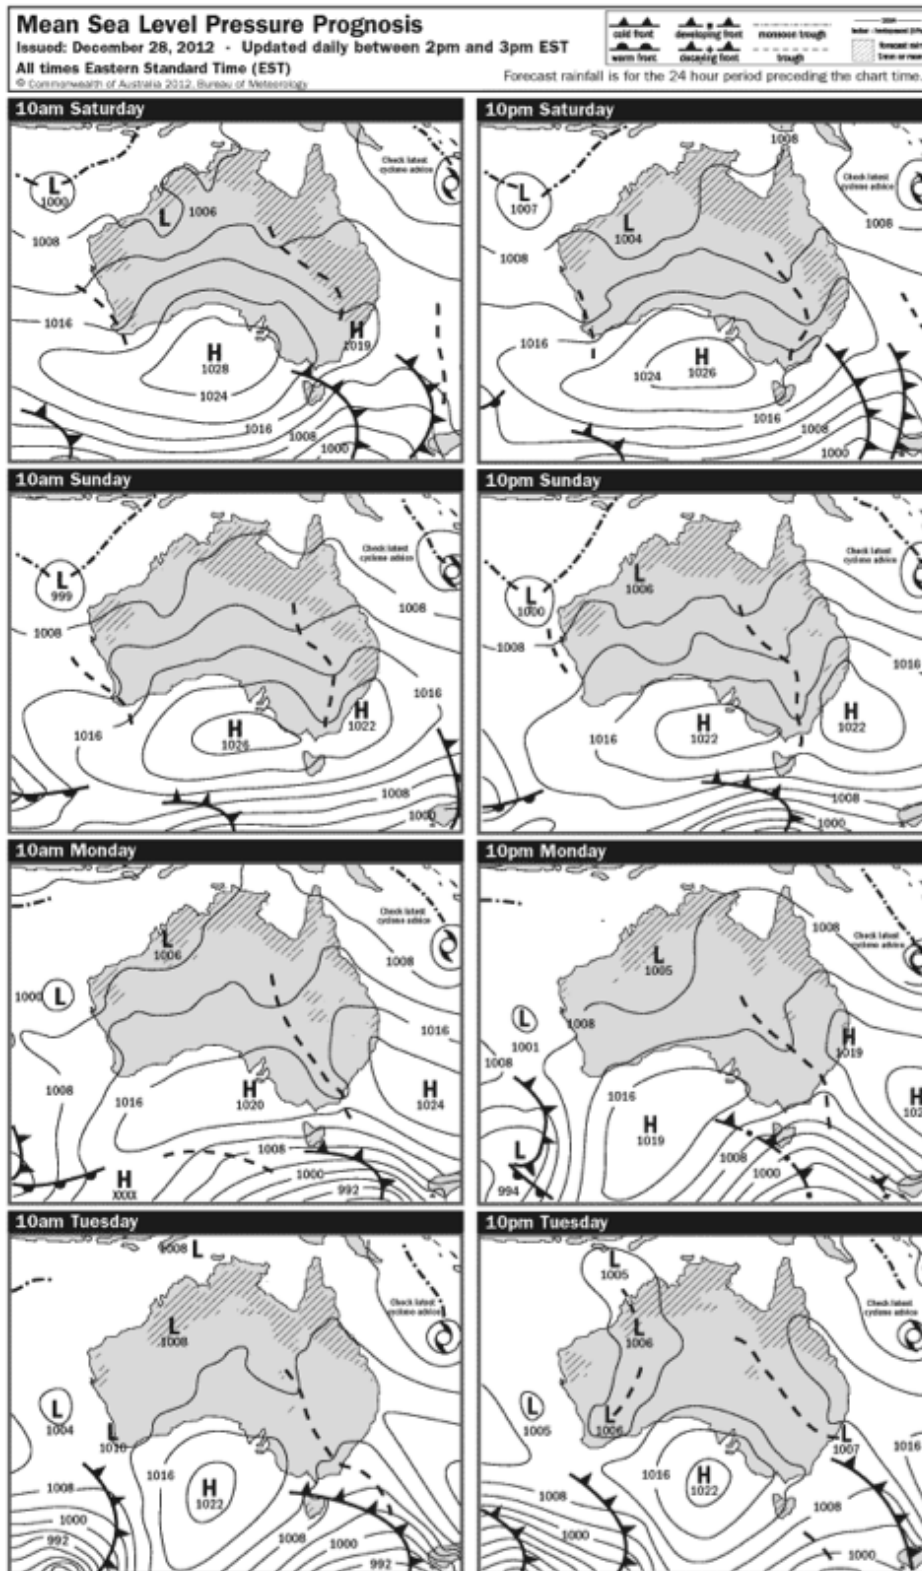 Mean Sea Level Pressure Prognosis
Issued: December 28, 2012 · Updated daily between 2pm and 3pm EST
All times Eastern Standard Time (EST)
© Commonwealth of Australia 2012, Bureau of Meteorology
cold front developing front monsoon trough
warm front decaying front trough
Forecast rainfall is for the 24 hour period preceding the chart time.
10am Saturday
Check latest
cyclone advice
L
1000
L
1006
1008
1016
H
1019
H
1028
1024
1016
1008
1000
10pm Saturday
1008
Check latest
cyclone advice
L
1007
L
1004
1008
1008
1016
H
1024
1026
1016
1008
1000
10am Sunday
Check latest
cyclone advice
L
999
1008
1008
1016
H
1022
H
1026
1016
1008
1000
10pm Sunday
Check latest
cyclone advice
L
1006
L
1000
1008
1016
H
1022
H
1022
1016
1008
1000
10am Monday
Check latest
cyclone advice
L
1006
1008
1000 L
1016
1008
1016
H
1020
H
1024
1008
1000
992
H
XXXX
10pm Monday
1008
Check latest
cyclone advice
L
1005
L
1001
1008
H
1019
1008
1016
H
1019
H
L
994
1008
1000
10am Tuesday
1008 L
Check latest
cyclone advice
L
1008
L
1004
L
1010
1016
H
1022
1008
1000
992
1008
1000
992
10pm Tuesday
L
1005
Check latest
cyclone advice
L
1006
L
1005
L
1006
L
1007
1016
H
1022
1016
1008
1008
1000
1000